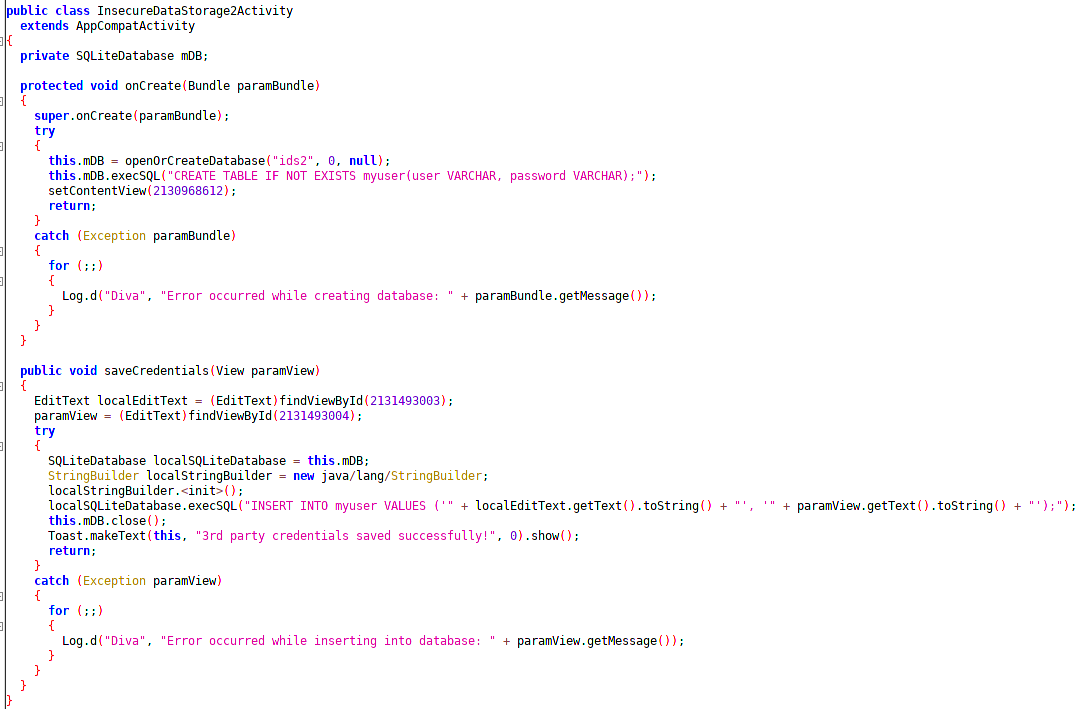 public class InsecureDataStorage2Activity
  extends AppCompatActivity
{
  private SQLiteDatabase mDB;

  protected void onCreate(Bundle paramBundle)
  {
    super.onCreate(paramBundle);
    try
    {
      this.mDB = openOrCreateDatabase("ids2", 0, null);
      this.mDB.execSQL("CREATE TABLE IF NOT EXISTS myuser(user VARCHAR, password VARCHAR);");
      setContentView(2130968612);
      return;
    }
    catch (Exception paramBundle)
    {
      for (;;)
      {
        Log.d("Diva", "Error occurred while creating database: " + paramBundle.getMessage());
      }
    }
  }

  public void saveCredentials(View paramView)
  {
    EditText localEditText = (EditText)findViewById(2131493003);
    paramView = (EditText)findViewById(2131493004);
    try
    {
      SQLiteDatabase localSQLiteDatabase = this.mDB;
      StringBuilder localStringBuilder = new java/lang/StringBuilder;
      localStringBuilder.<init>();
      localSQLiteDatabase.execSQL("INSERT INTO myuser VALUES ('" + localEditText.getText().toString() + "', '" + paramView.getText().toString() + "');");
      this.mDB.close();
      Toast.makeText(this, "3rd party credentials saved successfully!", 0).show();
      return;
    }
    catch (Exception paramView)
    {
      for (;;)
      {
        Log.d("Diva", "Error occurred while inserting into database: " + paramView.getMessage());
      }
    }
  }
}